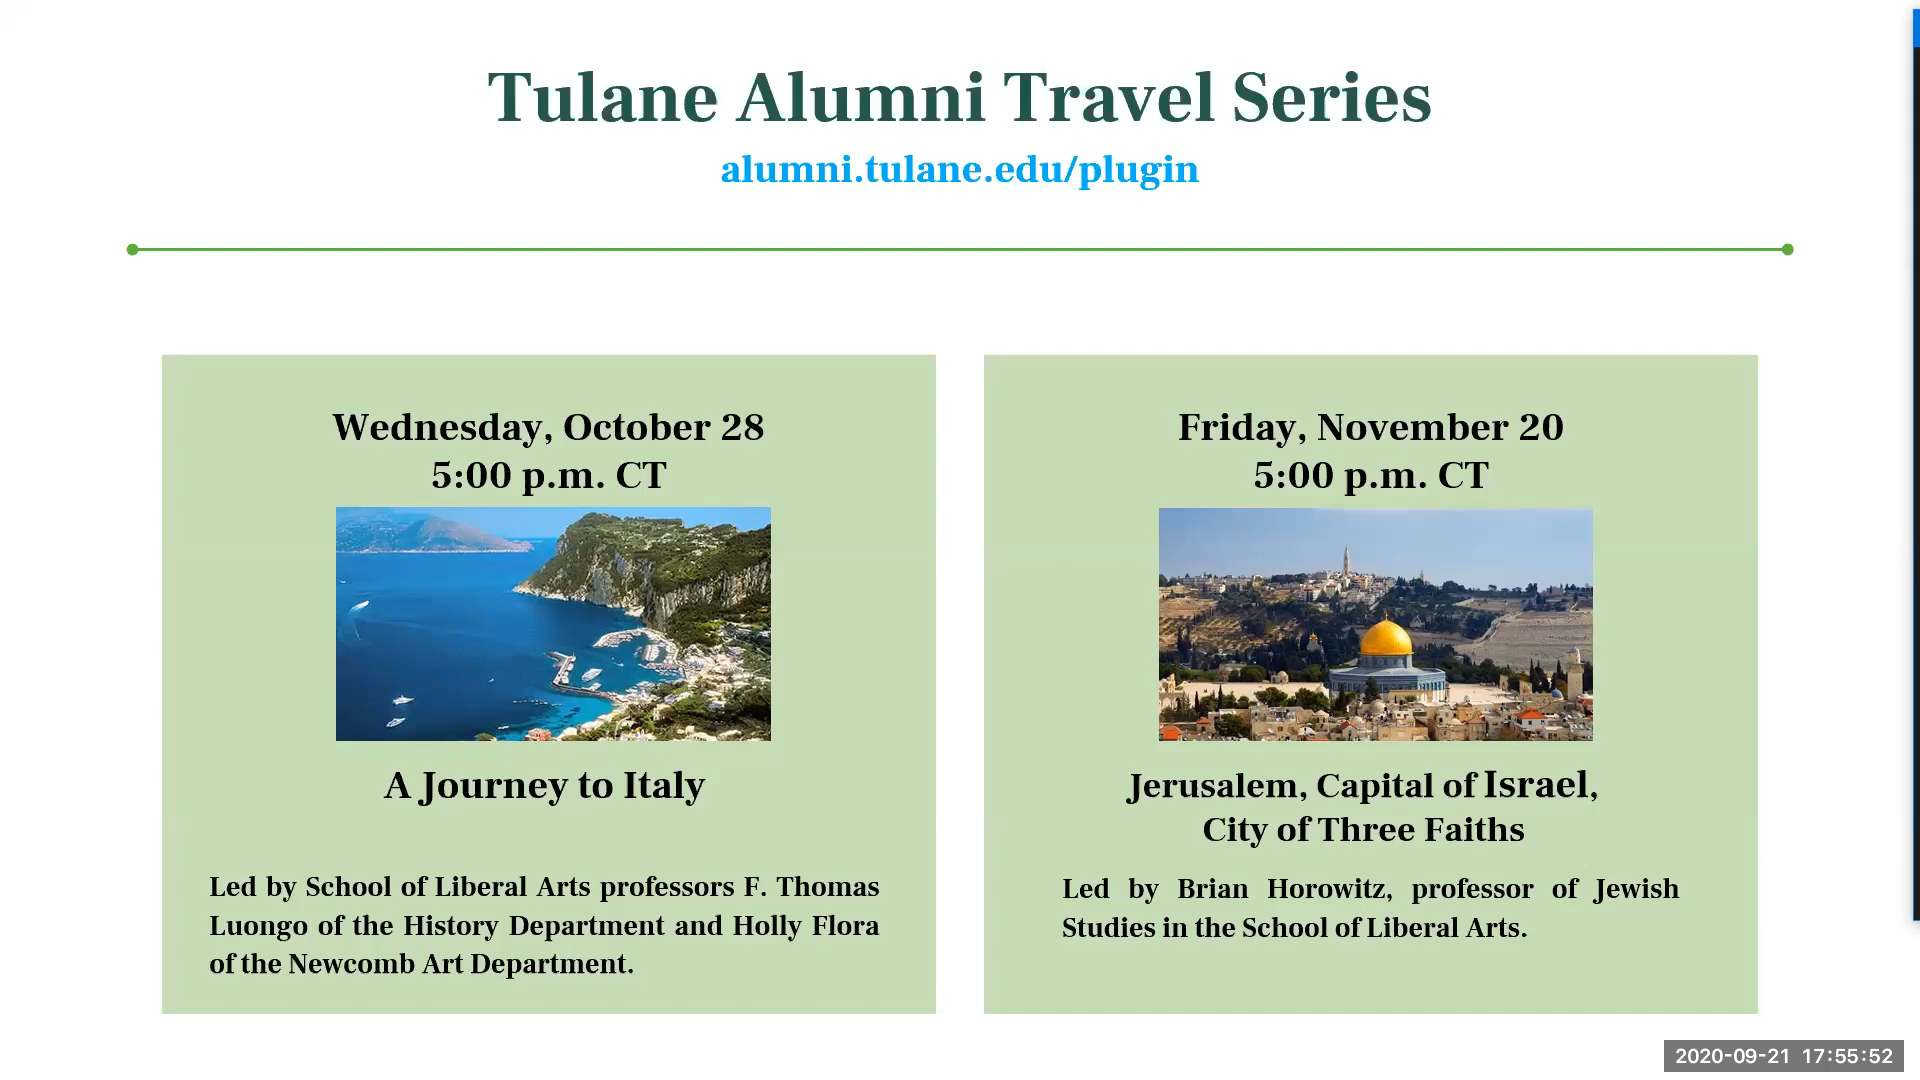 Tulane Alumni Travel Series
alumni.tulane.edu/plugin
Wednesday, October 28
5:00 p.m. CT
A Journey to Italy
Led by School of Liberal Arts professors F. Thomas
Luongo of the History Department and Holly Flora
of the Newcomb Art Department.
Friday, November 20
5:00 p.m. CT
Jerusalem, Capital of Israel,
City of Three Faiths
Led by Brian Horowitz, professor of Jewish
Studies in the School of Liberal Arts.
2020-09-21 17:55:52